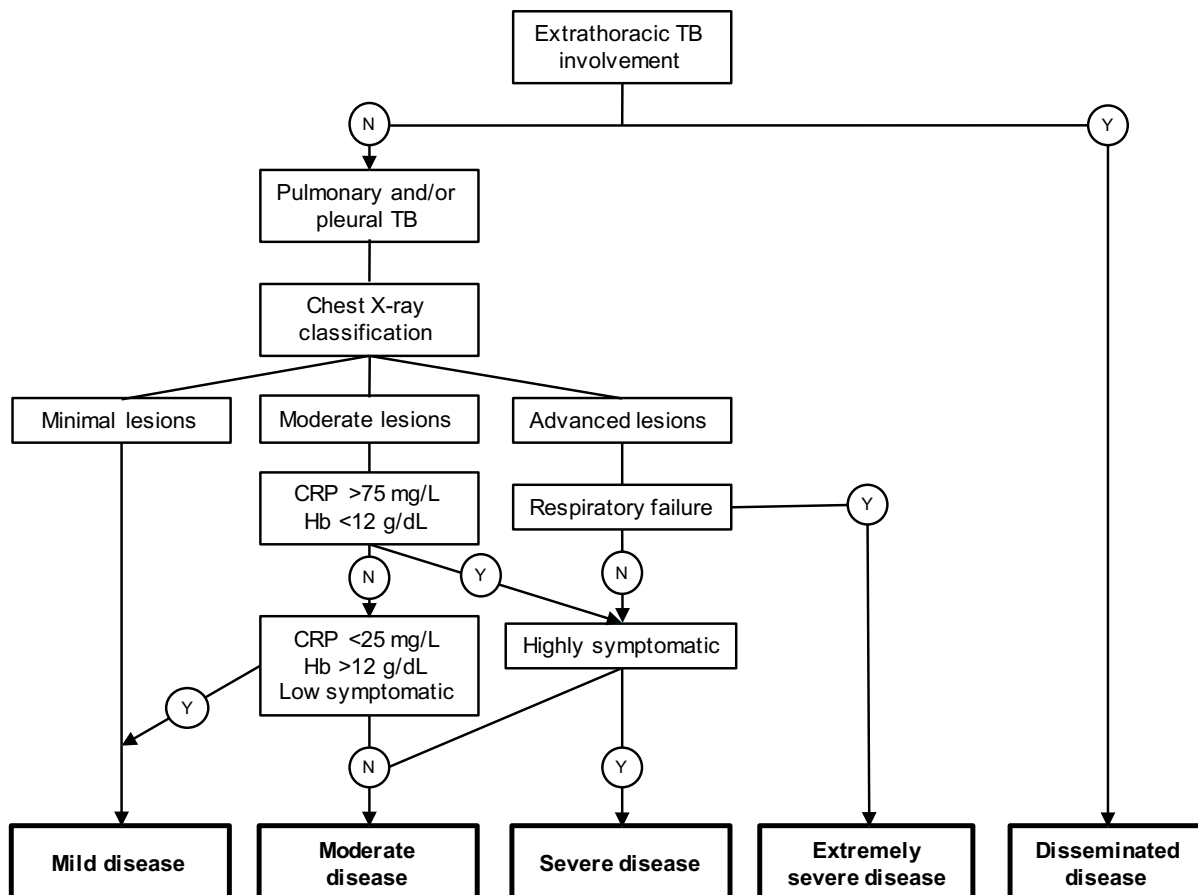 Extrathoracic TB
involvement
N
Y
Pulmonary and/or
pleural TB
Chest X-ray
classification
Minimal lesions
Moderate lesions
Advanced lesions
CRP >75 mg/L
Hb <12 g/dL
Respiratory failure
Y
N
Y
N
CRP <25 mg/L
Hb >12 g/dL
Low symptomatic
Highly symptomatic
Y
N
Y
Mild disease
Moderate
disease
Severe disease
Extremely
severe disease
Disseminated
disease